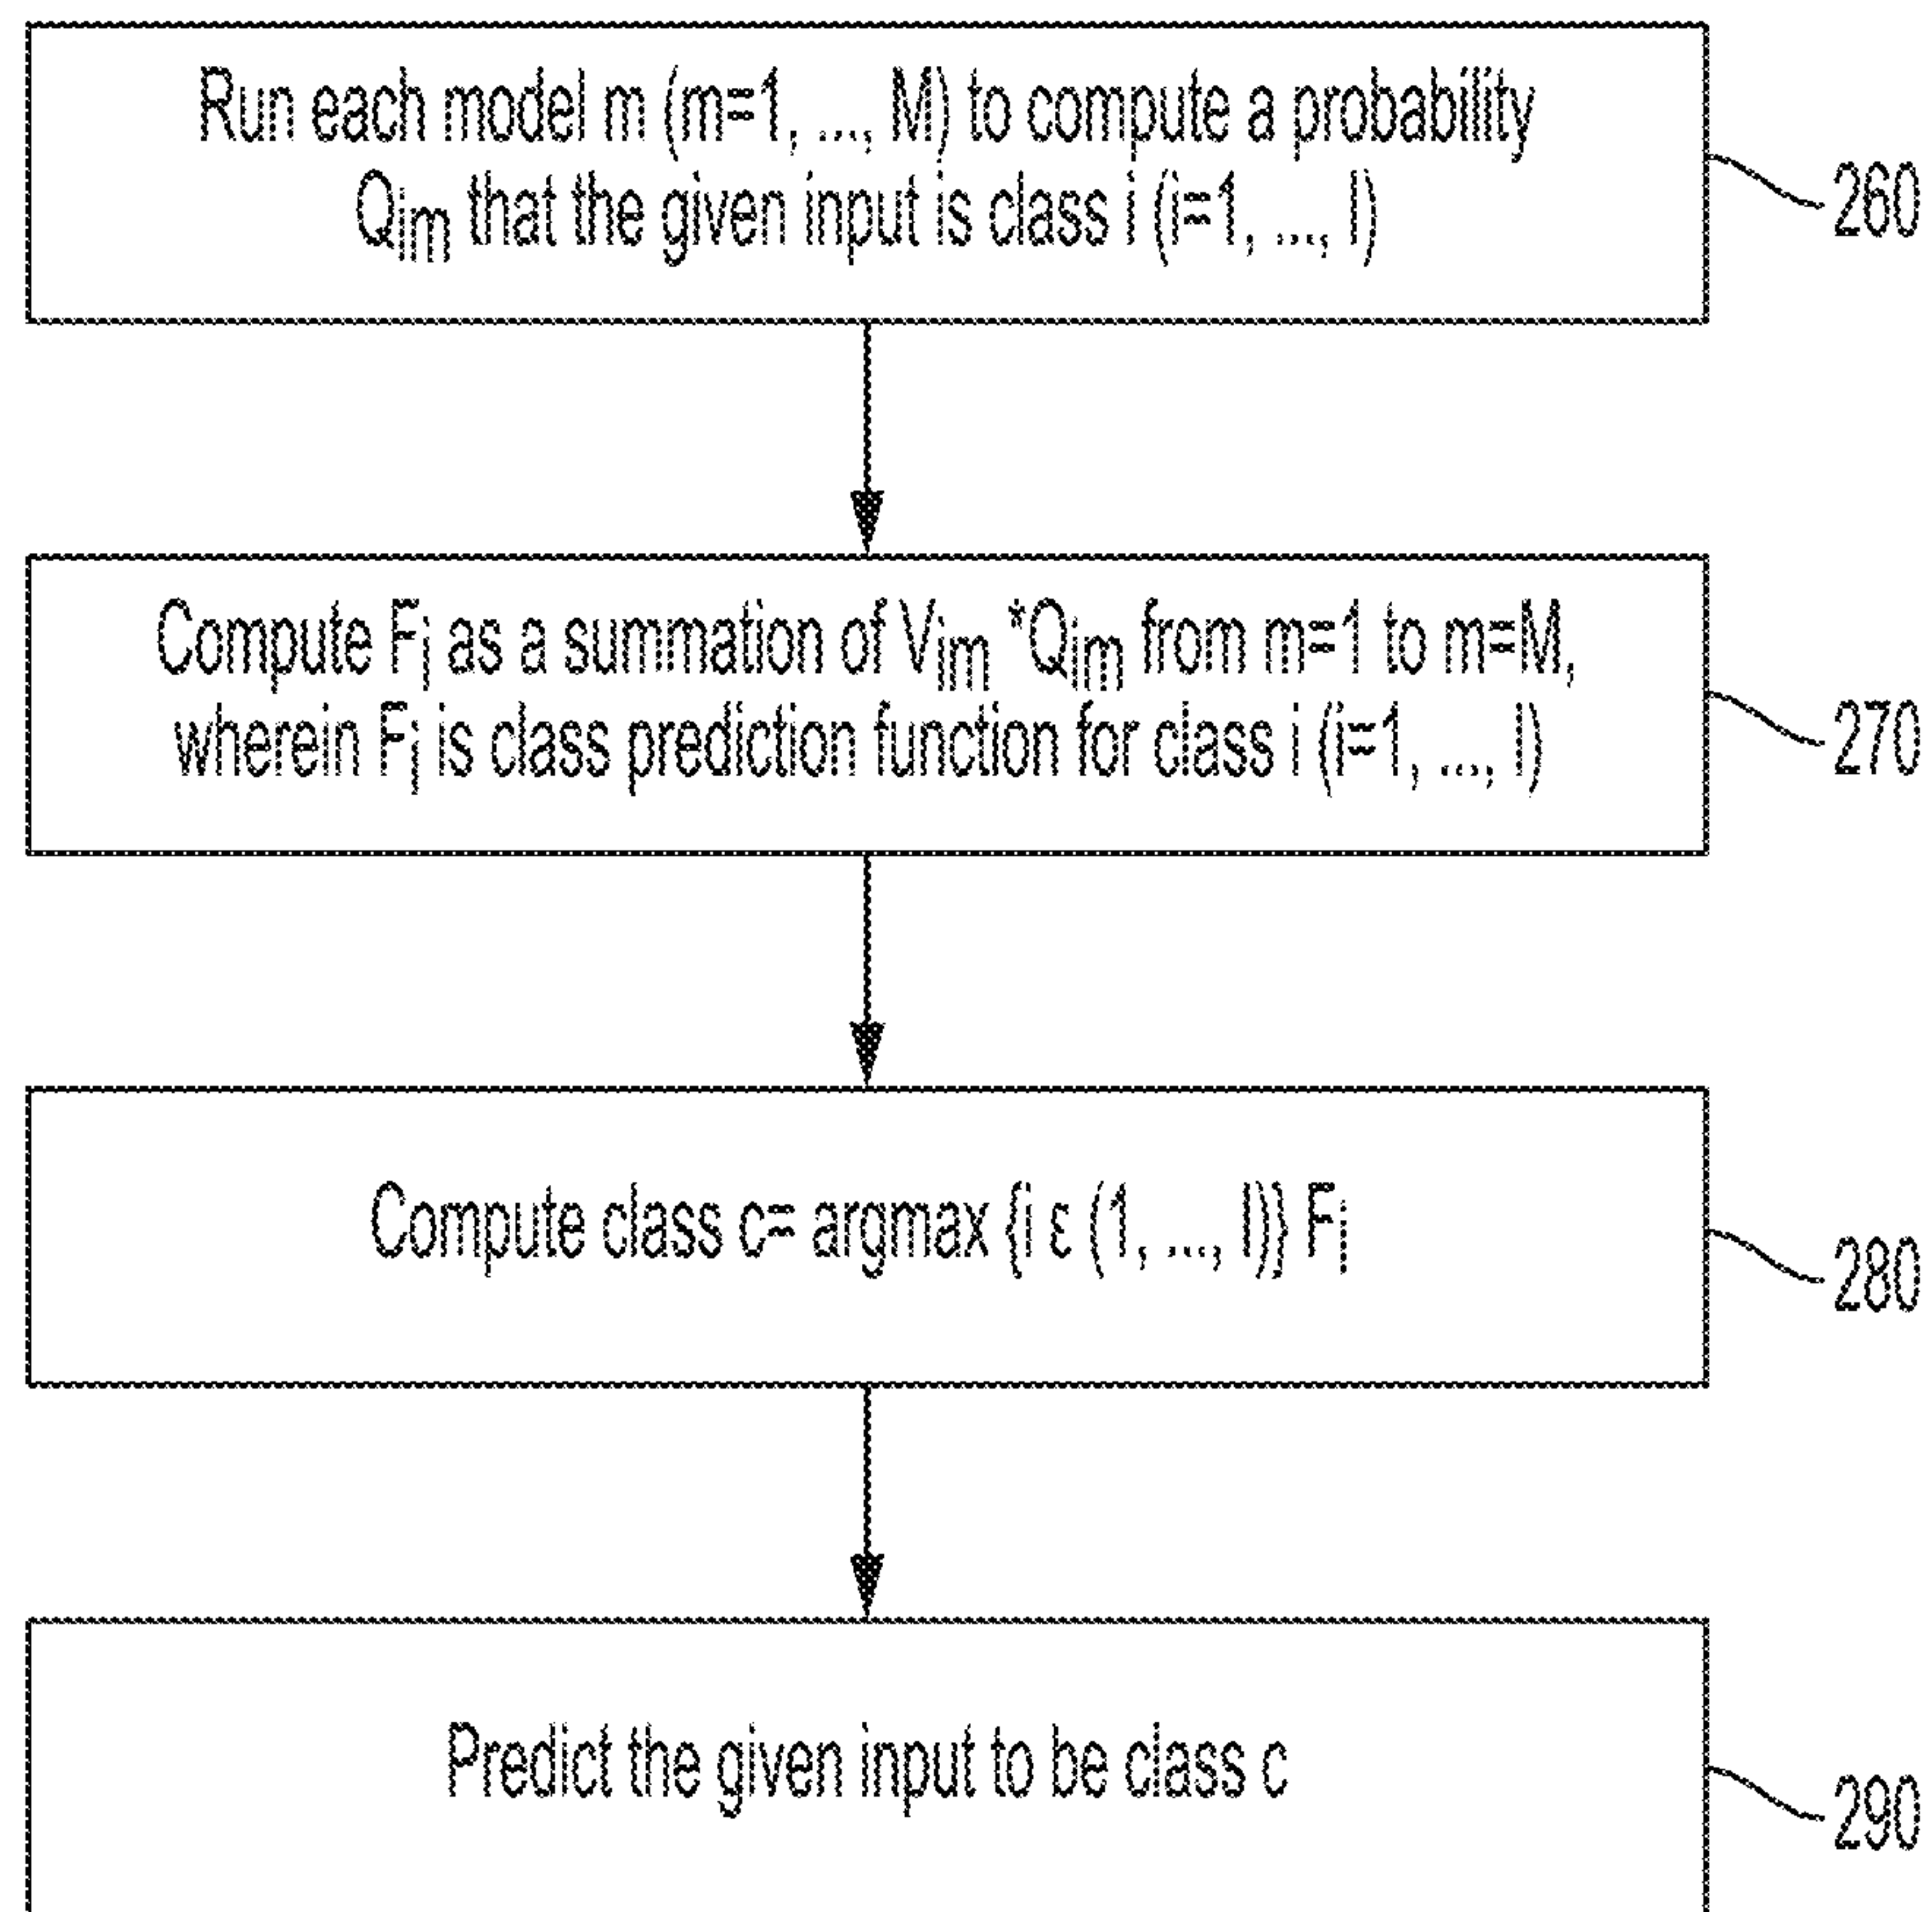 Run each model m (m=1, ..., M) to compute a probability
Qim that the given input is class i (i=1, ..., I)
260
Compute Fi as a summation of Vim *Qim from m=1 to m=M,
wherein Fi is class prediction function for class i (i=1, ..., I)
270
Compute class c= argmax {i ε (1, ..., I)} Fi
280
Predict the given input to be class c
290